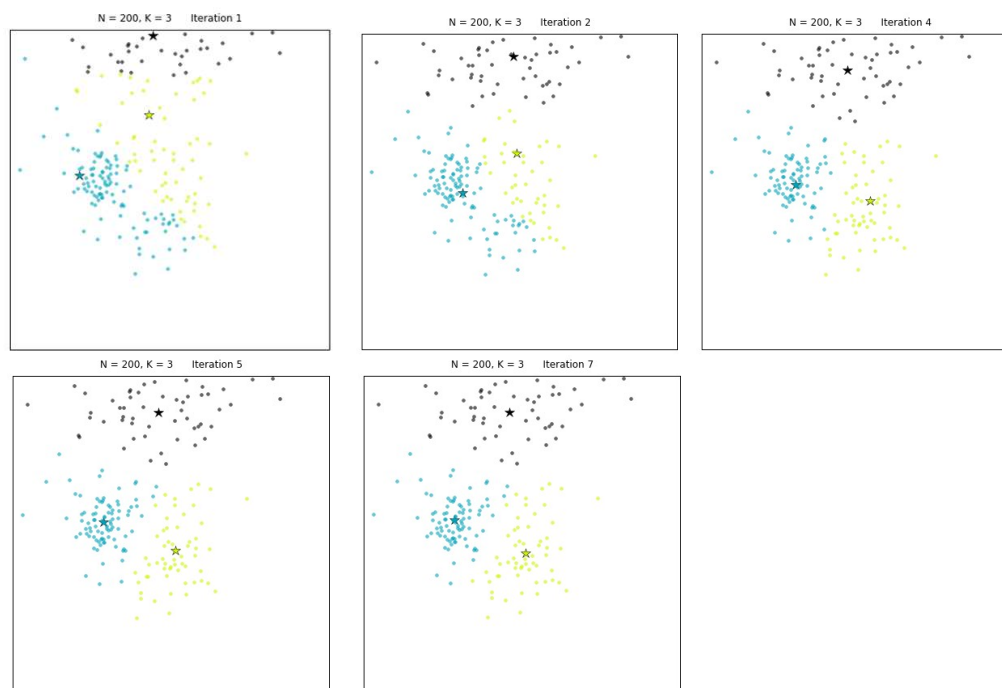 N = 200, K = 3 Iteration 1
N = 200, K = 3 Iteration 2
N = 200, K = 3 Iteration 4
N = 200, K = 3 Iteration 5
N = 200, K = 3 Iteration 7